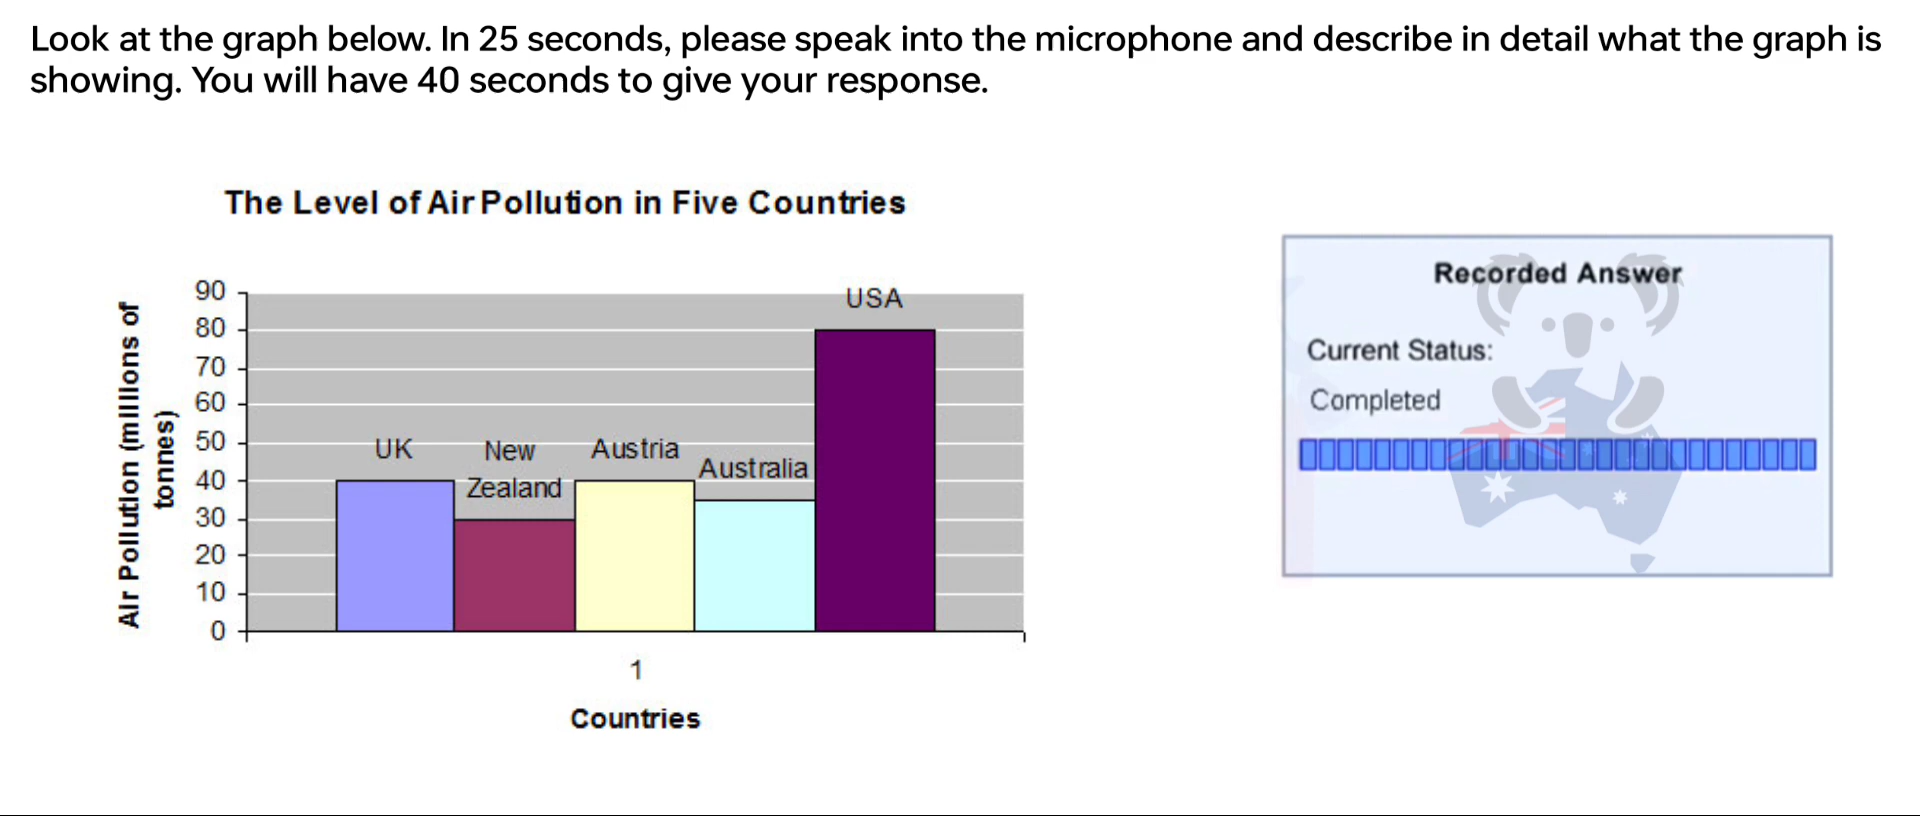 Look at the graph below. In 25 seconds, please speak into the microphone and describe in detail what the graph is
showing. You will have 40 seconds to give your response.
The Level of Air Pollution in Five Countries
Air Pollution (millions of
tonnes)
90
80
70
60
50
40
30
20
10
0
UK
New
Zealand
Austria
Australia
USA
1
Countries
Recorded Answer
Current Status:
Completed